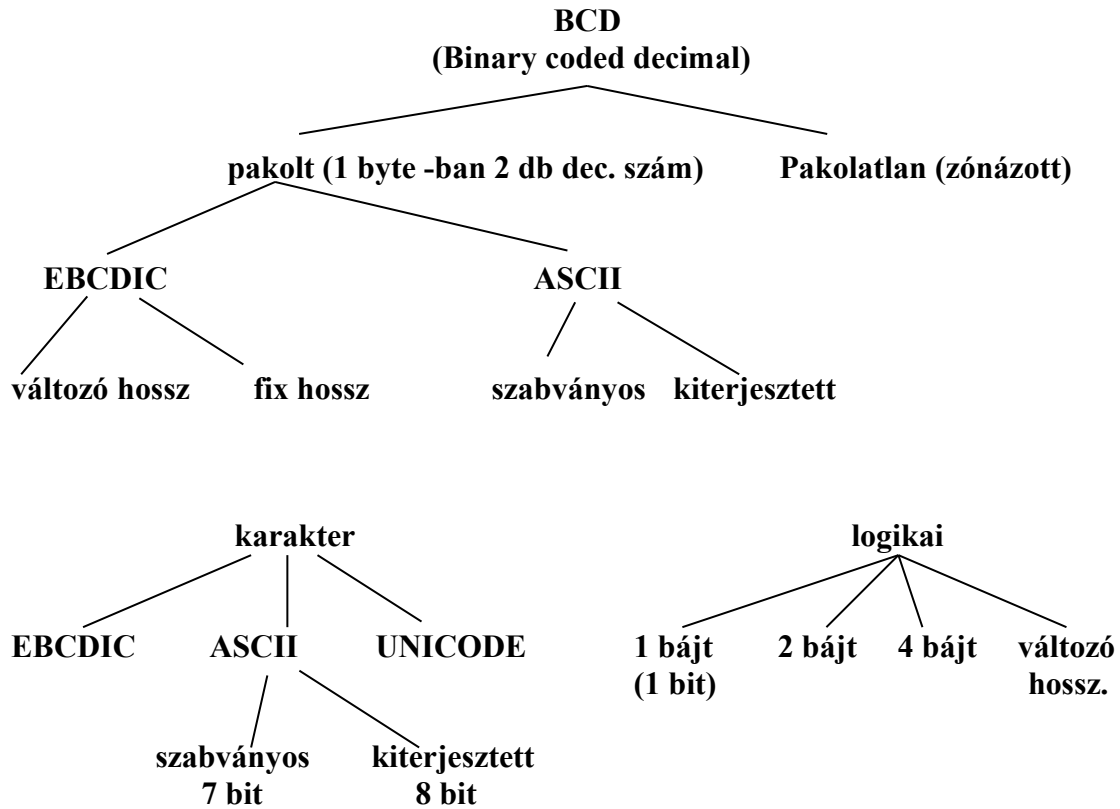 BCD
(Binary coded decimal)
pakolt (1 byte -ban 2 db dec. szám) Pakolatlan (zónázott)
EBCDIC ASCII
változó hossz fix hossz szabványos kiterjesztett
karakter logikai
EBCDIC ASCII UNICODE 1 bájt 2 bájt 4 bájt változó
(1 bit) hossz.
szabványos kiterjesztett
7 bit 8 bit